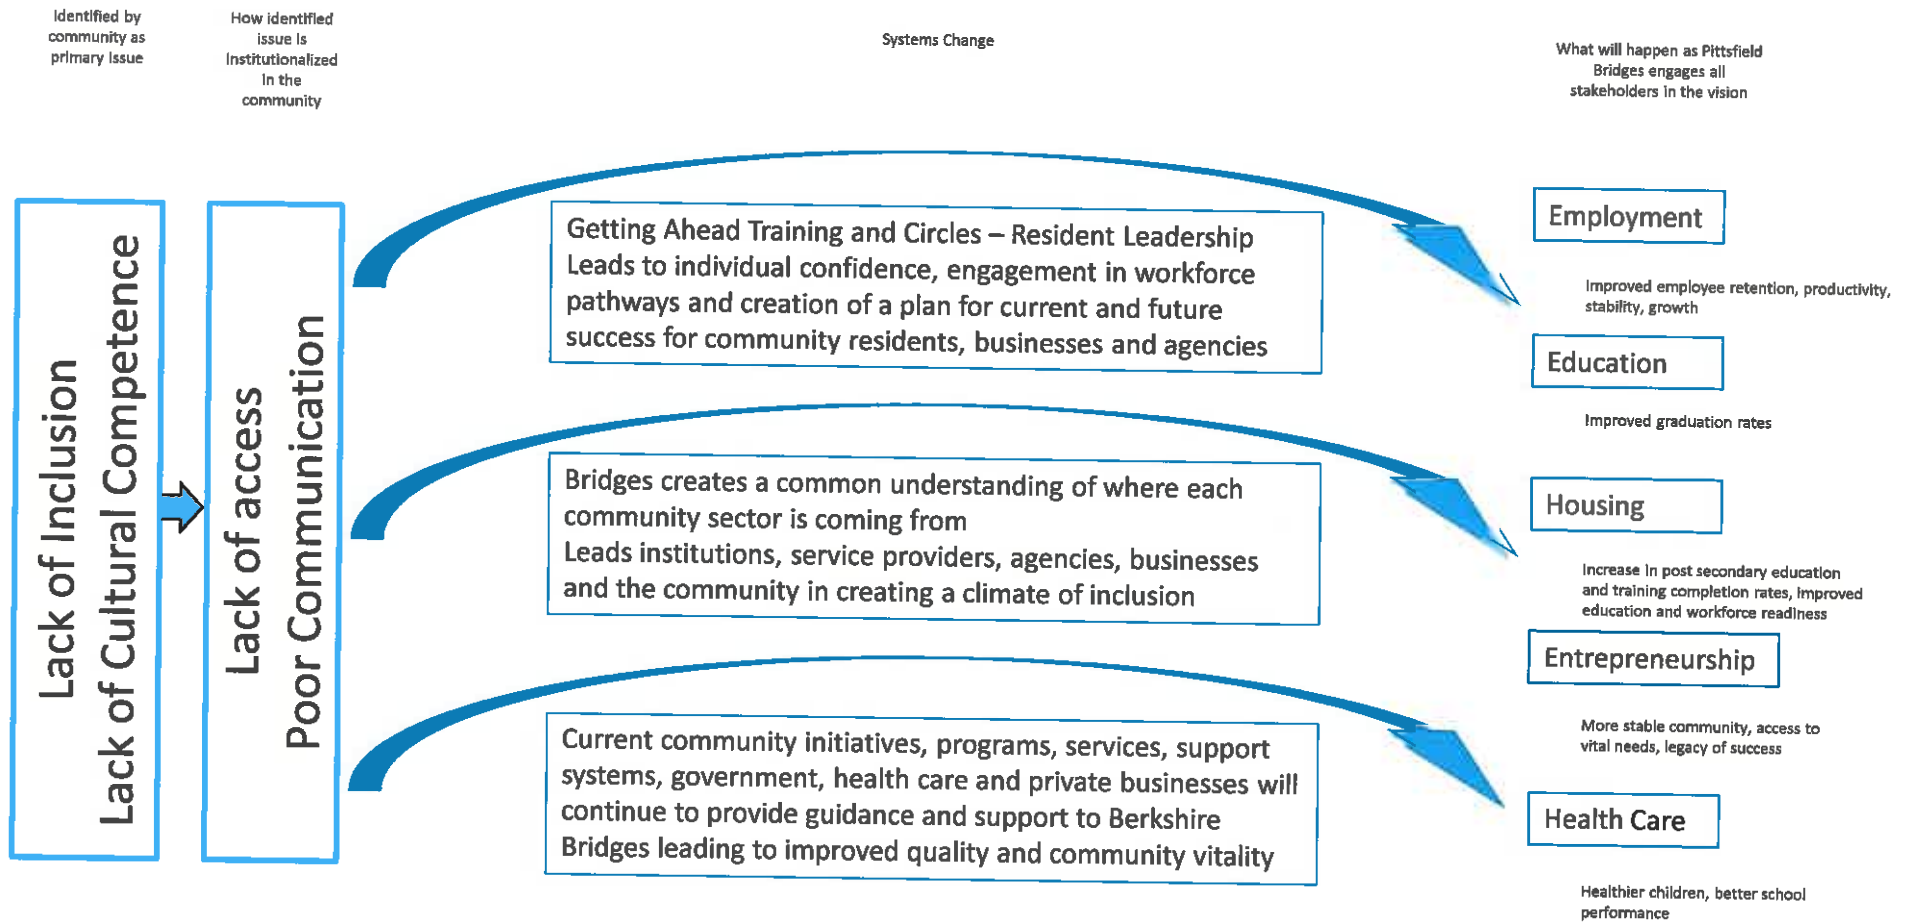 Identified by
community as
primary issue
How identified
issue is
institutionalized
in the
community
Systems Change
What will happen as Pittsfield
Bridges engages all
stakeholders in the vision
Lack of Inclusion
Lack of Cultural Competence
Lack of access
Poor Communication
Getting Ahead Training and Circles – Resident Leadership
Leads to individual confidence, engagement in workforce
pathways and creation of a plan for current and future
success for community residents, businesses and agencies
Bridges creates a common understanding of where each
community sector is coming from
Leads institutions, service providers, agencies, businesses
and the community in creating a climate of inclusion
Current community initiatives, programs, services, support
systems, government, health care and private businesses will
continue to provide guidance and support to Berkshire
Bridges leading to improved quality and community vitality
Employment
Improved employee retention, productivity,
stability, growth
Education
Improved graduation rates
Housing
Increase in post secondary education
and training completion rates, improved
education and workforce readiness
Entrepreneurship
More stable community, access to
vital needs, legacy of success
Health Care
Healthier children, better school
performance